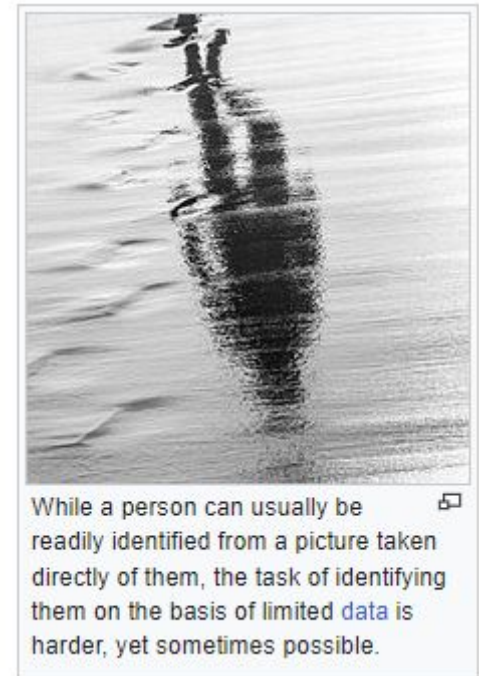 While a person can usually be
readily identified from a picture taken
directly of them, the task of identifying
them on the basis of limited data is
harder, yet sometimes possible.